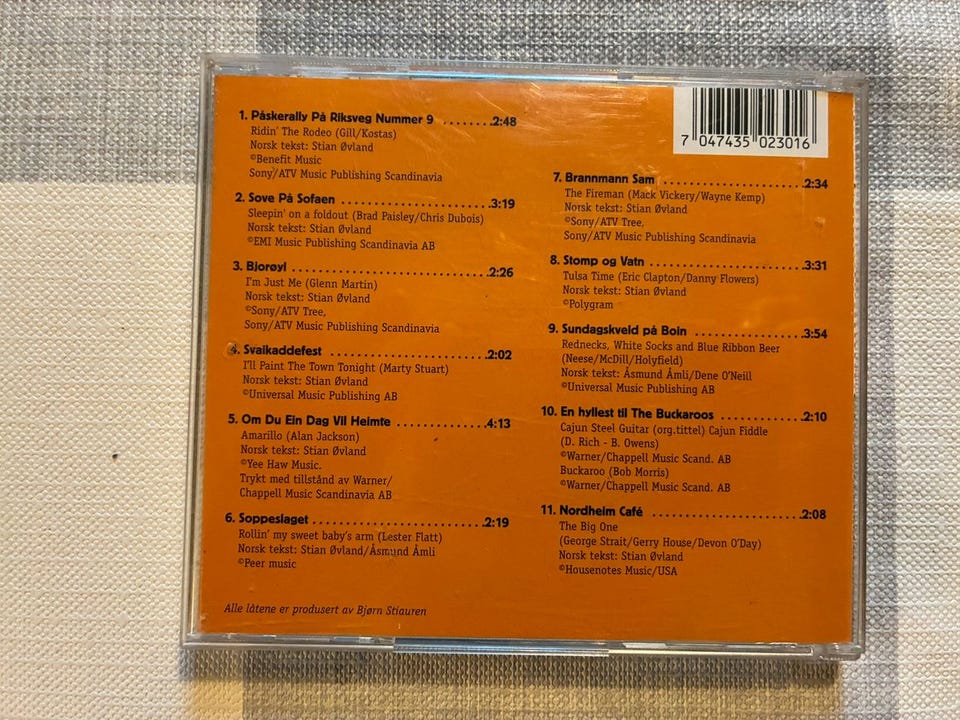 1. Påskerally På Riksveg Nummer 9 ........2:48
Ridin' The Rodeo (Gill/Kostas)
Norsk tekst: Stian Øvland
©Benefit Music
Sony/ATV Music Publishing Scandinavia
2. Sove På Sofaen ........................3:19
Sleepin' on a foldout (Brad Paisley/Chris Dubois)
Norsk tekst: Stian Øvland
©EMI Music Publishing Scandinavia AB
3. Bjorøyl ................................2:26
I'm Just Me (Glenn Martin)
Norsk tekst: Stian Øvland
©Sony/ATV Tree,
Sony/ATV Music Publishing Scandinavia
4. Svalkaddefest .........................2:02
I'll Paint The Town Tonight (Marty Stuart)
Norsk tekst: Stian Øvland
©Universal Music Publishing AB
5. Om Du Ein Dag Vil Heimte ..............4:13
Amarillo (Alan Jackson)
Norsk tekst: Stian Øvland
©Yee Haw Music.
Trykt med tillstånd av Warner/
Chappell Music Scandinavia AB
6. Soppeslaget ...........................2:19
Rollin' my sweet baby's arm (Lester Flatt)
Norsk tekst: Stian Øvland/Åsmund Åmli
©Peer music
Alle låtene er produsert av Bjørn Stiauren
7 047435 023016
7. Brannmann Sam ......................2:34
The Fireman (Mack Vickery/Wayne Kemp)
Norsk tekst: Stian Øvland
©Sony/ATV Tree,
Sony/ATV Music Publishing Scandinavia
8. Stomp og Vatn ........................3:31
Tulsa Time (Eric Clapton/Danny Flowers)
Norsk tekst: Stian Øvland
©Polygram
9. Sundagskveld på Boin .................3:54
Rednecks, White Socks and Blue Ribbon Beer
(Neese/McDill/Holyfield)
Norsk tekst: Åsmund Åmli/Dene O'Neill
©Universal Music Publishing AB
10. En hyllest til The Buckaroos ..............2:10
Cajun Steel Guitar (org.tittel) Cajun Fiddle
(D. Rich - B. Owens)
©Warner/Chappell Music Scand. AB
Buckaroo (Bob Morris)
©Warner/Chappell Music Scand. AB
11. Nordheim Café ........................2:08
The Big One
(George Strait/Gerry House/Devon O'Day)
Norsk tekst: Stian Øvland
©Housenotes Music/USA